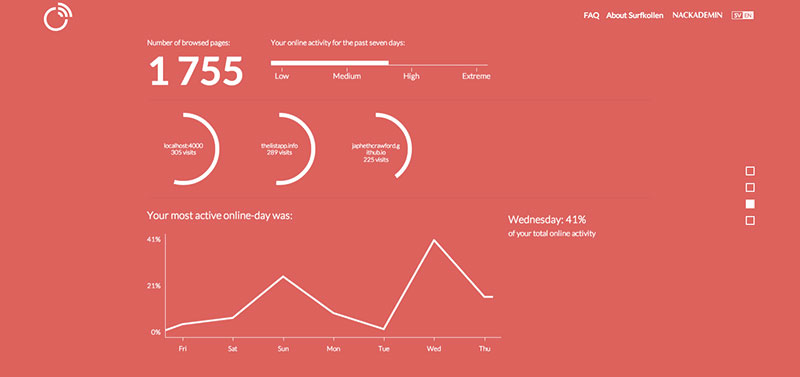 FAQ About Surfkollen NACKADEMIN SV EN
Number of browsed pages:
1 755
Your online activity for the past seven days:
Low Medium High Extreme
localhost:4000
305 visits
thelistapp.info
289 visits
japhethcrawford.g
ithub.io
225 visits
Your most active online-day was:
41%
21%
0%
Fri Sat Sun Mon Tue Wed Thu
Wednesday: 41%
of your total online activity